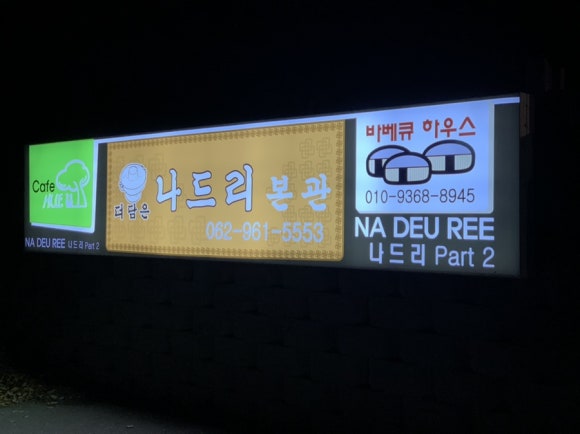 Cafe
NA DEU REE 나드리 Part 2
더담은
나드리 본관
062-961-5553
바베큐 하우스
010-9368-8945
NA DEU REE
나드리 Part 2